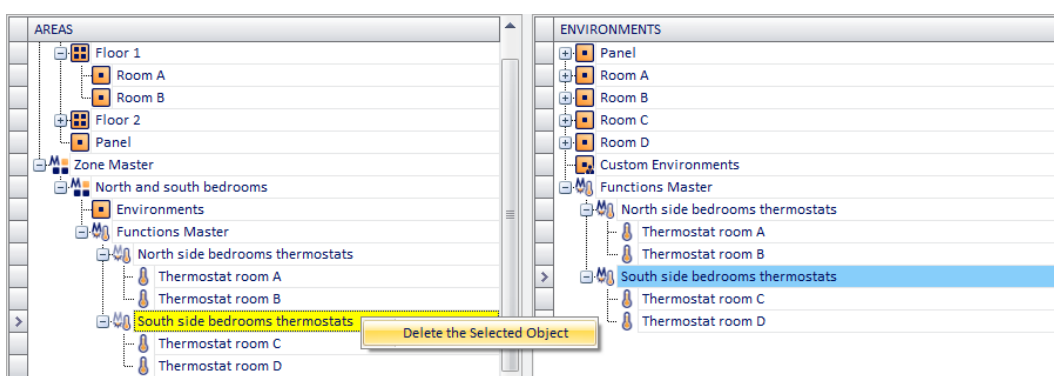 AREAS
Floor 1
Room A
Room B
Floor 2
Panel
Zone Master
North and south bedrooms
Environments
Functions Master
North side bedrooms thermostats
Thermostat room A
Thermostat room B
South side bedrooms thermostats
Delete the Selected Object
Thermostat room C
Thermostat room D
ENVIRONMENTS
Panel
Room A
Room B
Room C
Room D
Custom Environments
Functions Master
North side bedrooms thermostats
Thermostat room A
Thermostat room B
South side bedrooms thermostats
Thermostat room C
Thermostat room D